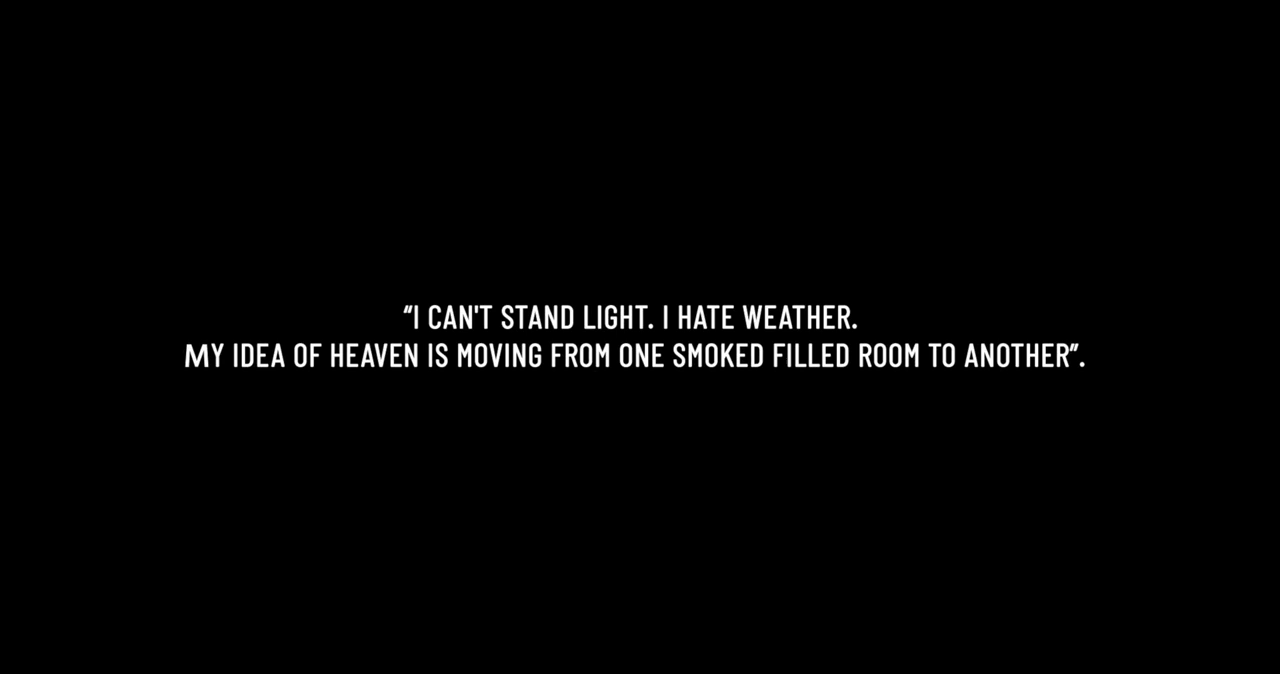 “I CAN'T STAND LIGHT. I HATE WEATHER.
MY IDEA OF HEAVEN IS MOVING FROM ONE SMOKED FILLED ROOM TO ANOTHER”.